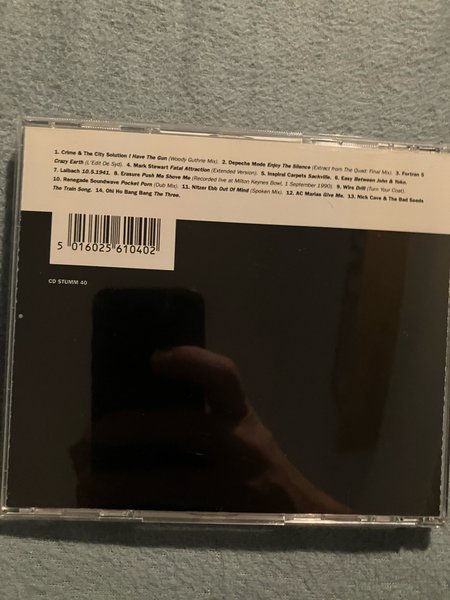 1. Crime & The City Solution I Have The Gun (Woody Guthrie Mix). 2. Depeche Mode Enjoy The Silence (Extract from The Quad: Final Mix). 3. Fortran 5
Crazy Earth (L'Edit De Syd). 4. Mark Stewart Fatal Attraction (Extended Version). 5. Inspiral Carpets Sackville. 6. Easy Between John & Yoko.
7. Laibach 10.5.1941. 8. Erasure Push Me Shove Me (Recorded live at Milton Keynes Bowl, 1 September 1990). 9. Wire Drill (Turn Your Coat).
10. Renegade Soundwave Pocket Porn (Dub Mix). 11. Nitzer Ebb Out Of Mind (Spoken Mix). 12. AC Marias Give Me. 13. Nick Cave & The Bad Seeds
The Train Song. 14. Oh! Ho Bang Bang The Three.
5 016025 610402
CD STUMM 40